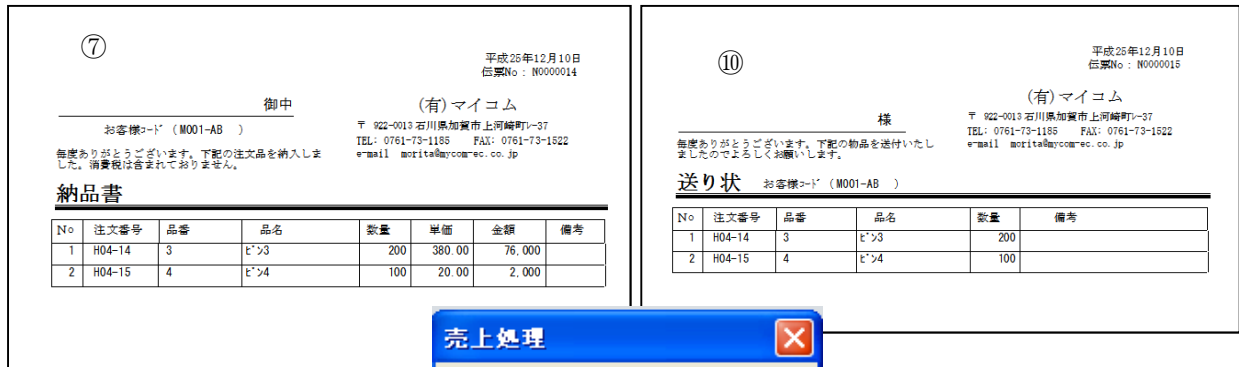 ⑦
平成25年12月10日
伝票No : N0000014
御中
(有)マイコム
お客様ｺｰﾄﾞ (M001-AB )
〒 922-0013 石川県加賀市上河崎町ﾚ-37
TEL: 0761-73-1185 FAX: 0761-73-1522
e-mail morita@mycom-ec.co.jp
毎度ありがとうございます。下記の注文品を納入しま
した。消費税は含まれておりません。
納品書
No 注文番号 品番 品名 数量 単価 金額 備考
1 H04-14 3 ﾋﾟﾝ3 200 380.00 76,000
2 H04-15 4 ﾋﾟﾝ4 100 20.00 2,000
⑩
平成25年12月10日
伝票No : N0000015
様
(有)マイコム
〒 922-0013 石川県加賀市上河崎町ﾚ-37
TEL: 0761-73-1185 FAX: 0761-73-1522
e-mail morita@mycom-ec.co.jp
毎度ありがとうございます。下記の物品を送付いたし
ましたのでよろしくお願いします。
送り状 お客様ｺｰﾄﾞ (M001-AB )
No 注文番号 品番 品名 数量 備考
1 H04-14 3 ﾋﾟﾝ3 200
2 H04-15 4 ﾋﾟﾝ4 100
売上処理